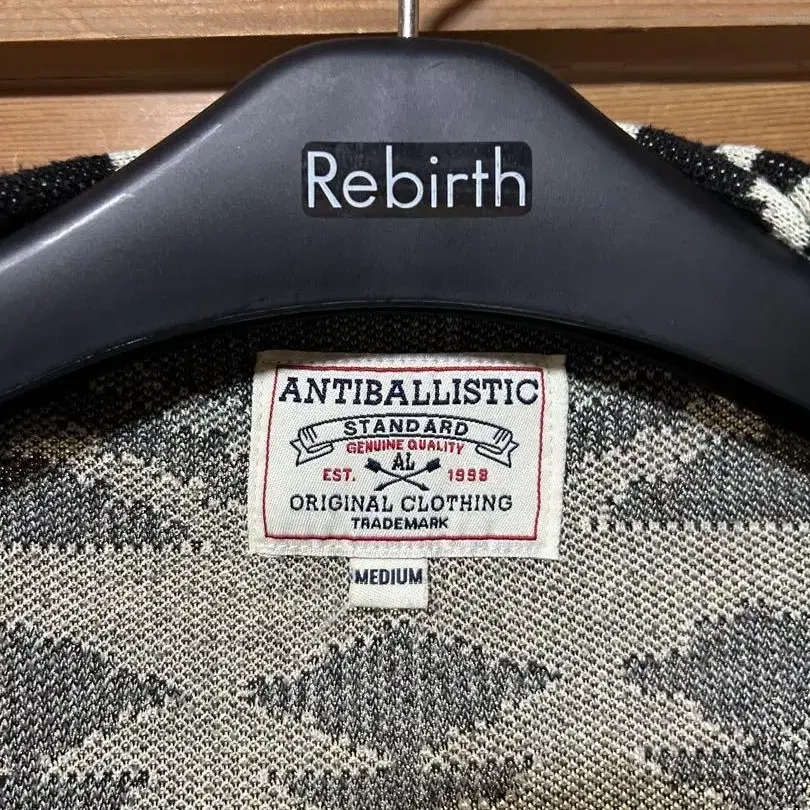 Rebirth
ANTIBALLISTIC
STANDARD
GENUINE QUALITY
AL
EST. 1998
ORIGINAL CLOTHING
TRADEMARK
MEDIUM